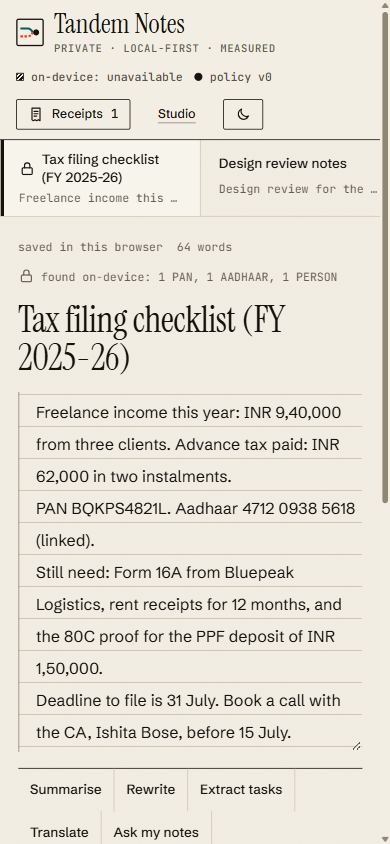 Tandem Notes
PRIVATE · LOCAL-FIRST · MEASURED
on-device: unavailable ● policy v0
Receipts 1
Studio
Tax filing checklist
(FY 2025-26)
Freelance income this …
Design review notes
Design review for the …
saved in this browser 64 words
found on-device: 1 PAN, 1 AADHAAR, 1 PERSON
Tax filing checklist (FY
2025-26)
Freelance income this year: INR 9,40,000
from three clients. Advance tax paid: INR
62,000 in two instalments.
PAN BQKPS4821L. Aadhaar 4712 0938 5618
(linked).
Still need: Form 16A from Bluepeak
Logistics, rent receipts for 12 months, and
the 80C proof for the PPF deposit of INR
1,50,000.
Deadline to file is 31 July. Book a call with
the CA, Ishita Bose, before 15 July.
Summarise Rewrite Extract tasks
Translate Ask my notes